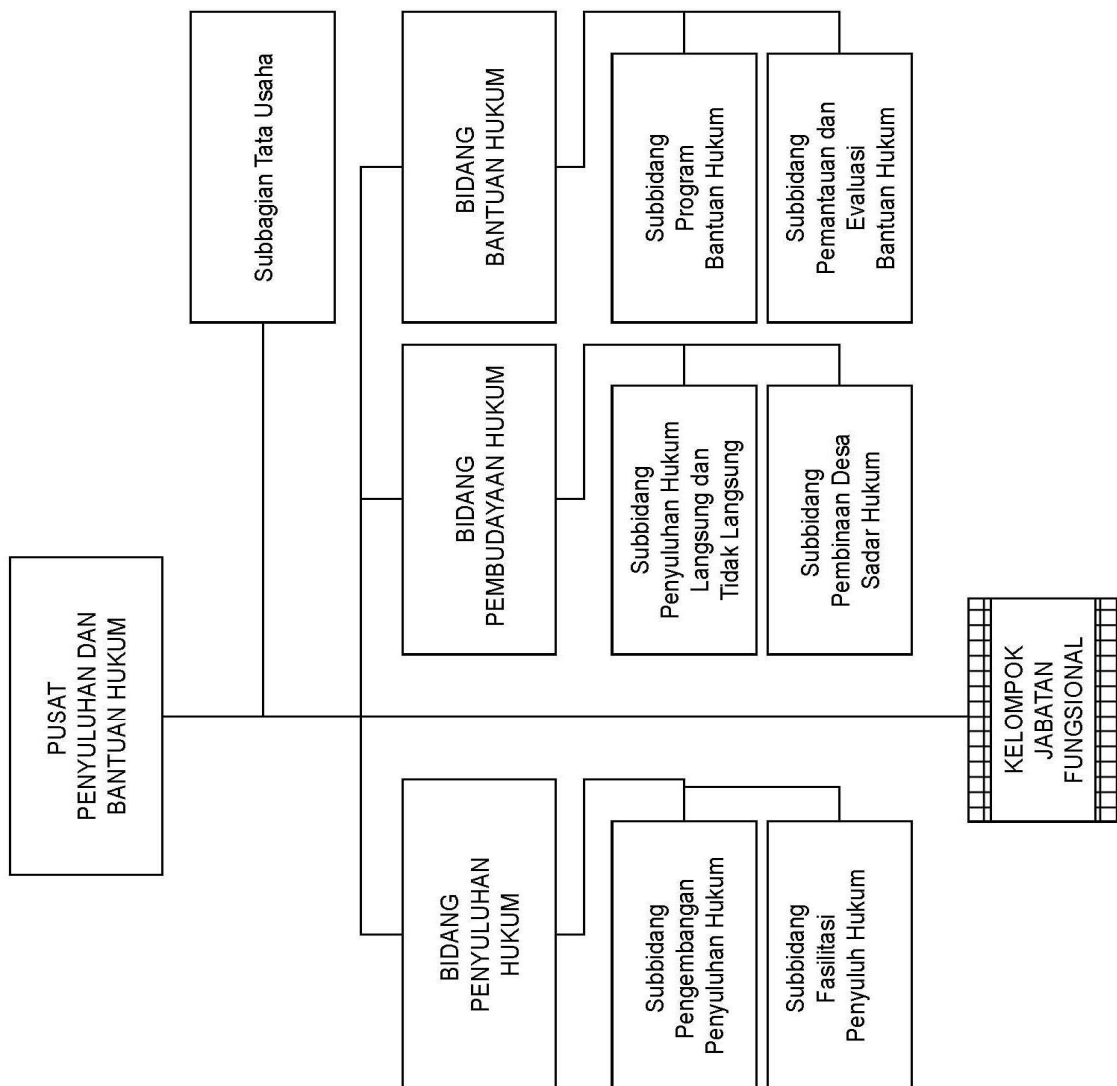 PUSAT
PENYULUHAN DAN
BANTUAN HUKUM
Subbagian Tata Usaha
BIDANG
PENYULUHAN
HUKUM
BIDANG
PEMBUDAYAAN HUKUM
BIDANG
BANTUAN HUKUM
Subbidang
Pengembangan
Penyuluhan Hukum
Subbidang
Penyuluhan Hukum
Langsung dan
Tidak Langsung
Subbidang
Program
Bantuan Hukum
Subbidang
Fasilitasi
Penyuluh Hukum
Subbidang
Pembinaan Desa
Sadar Hukum
Subbidang
Pemantauan dan
Evaluasi
Bantuan Hukum
KELOMPOK
JABATAN
FUNGSIONAL